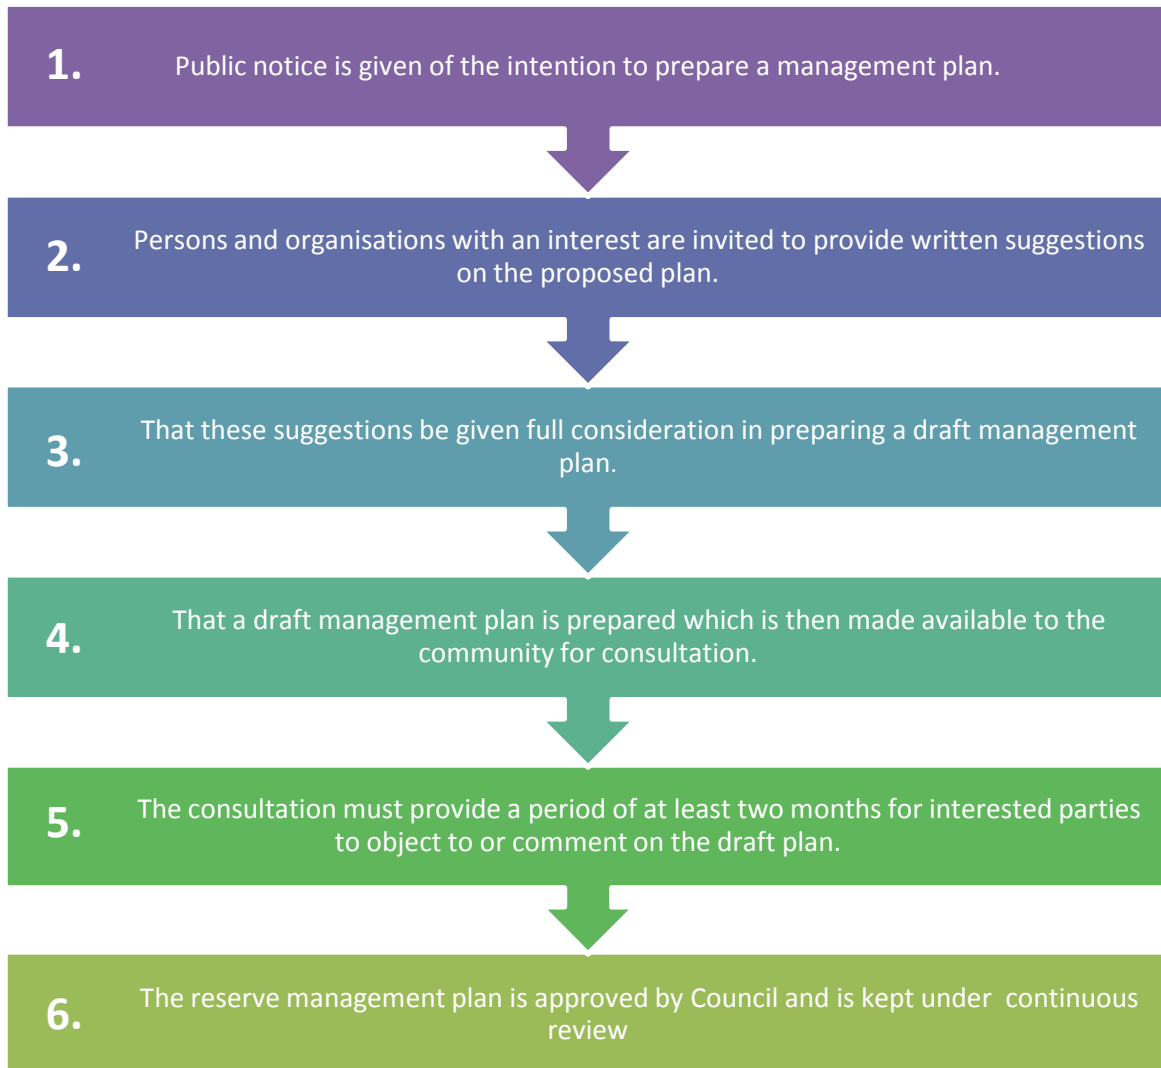 1.
Public notice is given of the intention to prepare a management plan.
2.
Persons and organisations with an interest are invited to provide written suggestions
on the proposed plan.
3.
That these suggestions be given full consideration in preparing a draft management
plan.
4.
That a draft management plan is prepared which is then made available to the
community for consultation.
5.
The consultation must provide a period of at least two months for interested parties
to object to or comment on the draft plan.
6.
The reserve management plan is approved by Council and is kept under  continuous
review